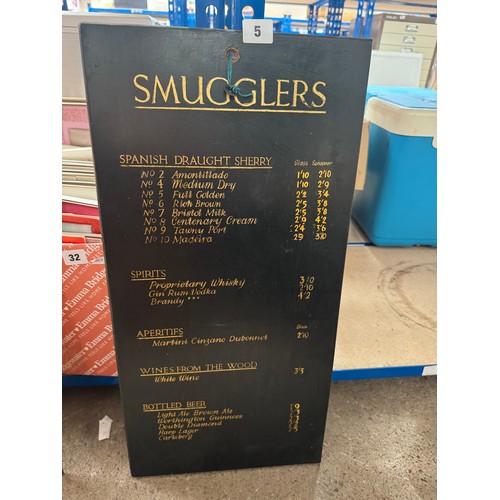 5
SMUGGLERS
SPANISH DRAUGHT SHERRY Glass Schooner
No 2 Amontillado 1'10 2'10
No 4 Medium Dry 1'10 2'9
No 5 Full Golden 2'2 3'4
No 6 Rich Brown 2'5 3'8
No 7 Bristol Milk 2'5 3'8
No 8 Centenary Cream 2'9 4'2
No 9 Tawny Port 2'4 3'6
No 10 Madeira 2'9
SPIRITS
Proprietary Whisky 3/0
Gin Rum Vodka 2'10
Brandy *** 4'2
APERITIFS Glass
Martini Cinzano Dubonnet 2'10
WINES FROM THE WOOD
White Wine 3'3
BOTTLED BEER
Light Ale Brown Ale
Worthington Guinness
Double Diamond
Harp Lager
Carlsberg
32
Emma Bridge